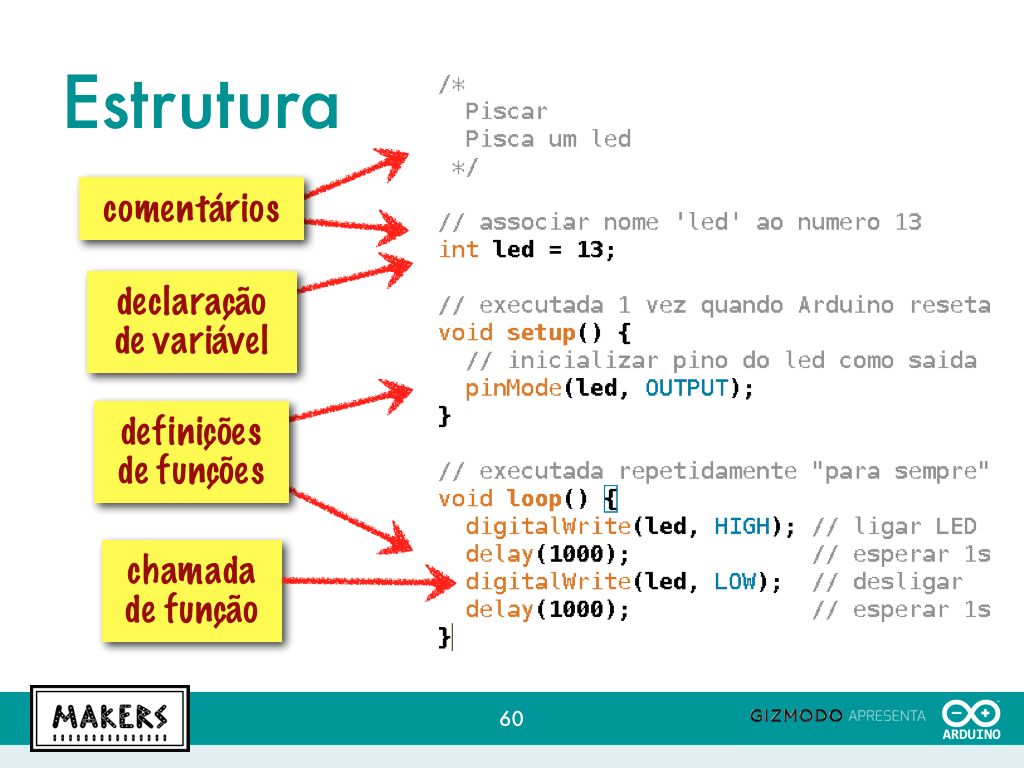 Estrutura
comentários
declaração
de variável
definições
de funções
chamada
de função
/*
  Piscar
  Pisca um led
 */
// associar nome 'led' ao numero 13
int led = 13;
// executada 1 vez quando Arduino reseta
void setup() {
  // inicializar pino do led como saida
  pinMode(led, OUTPUT);
}
// executada repetidamente "para sempre"
void loop() {
  digitalWrite(led, HIGH); // ligar LED
  delay(1000);             // esperar 1s
  digitalWrite(led, LOW);  // desligar
  delay(1000);             // esperar 1s
}
MAKERS
60
GIZMODO APRESENTA
ARDUINO